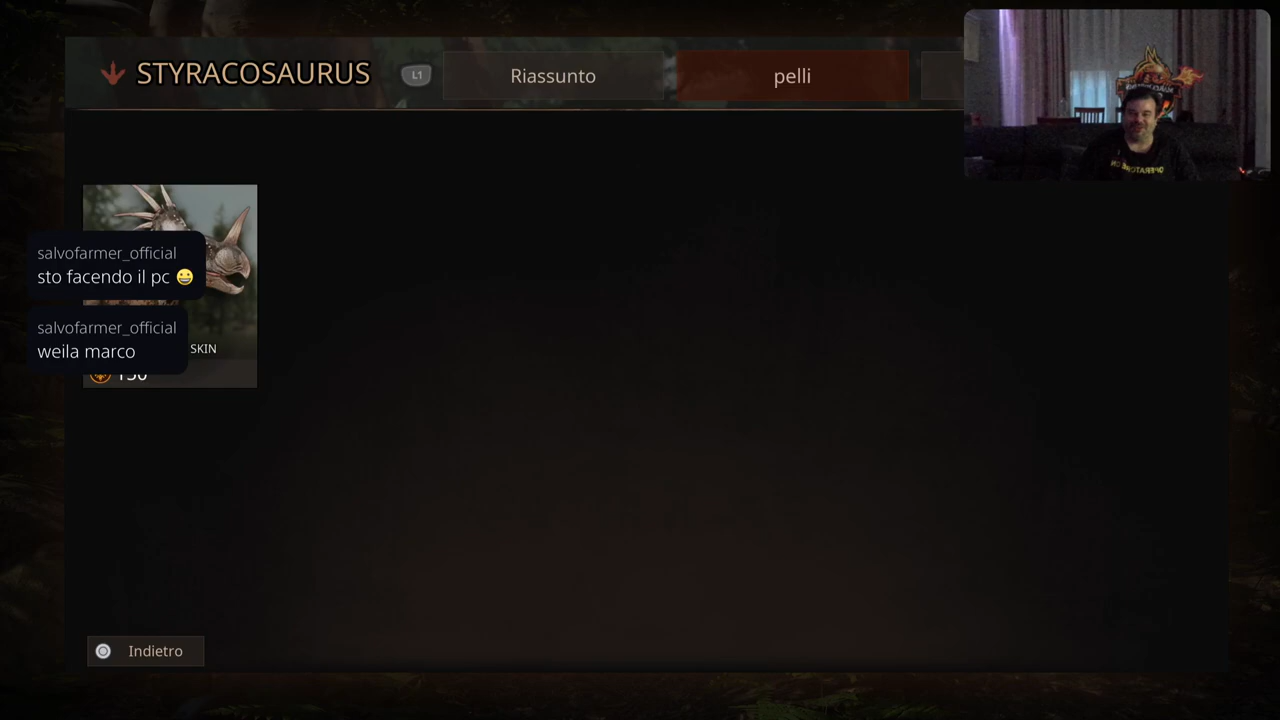 STYRACOSAURUS
L1
Riassunto
pelli
salvofarmer_official
sto facendo il pc 😀
salvofarmer_official
weila marco
SKIN
Indietro